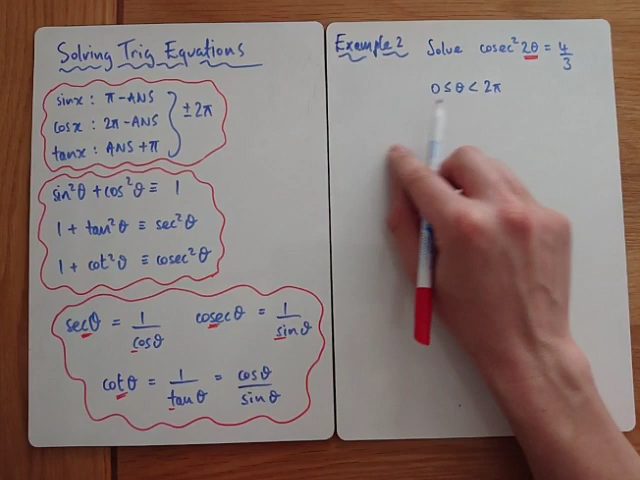 Solving Trig Equations
sinx : π - ANS
cosx : 2π - ANS
tanx : ANS + π
± 2π
sin²θ + cos²θ ≡ 1
1 + tan²θ ≡ sec²θ
1 + cot²θ ≡ cosec²θ
secθ = 1/cosθ cosecθ = 1/sinθ
cotθ = 1/tanθ = cosθ/sinθ
Example 2 Solve cosec² 2θ = 4/3
0 ≤ θ < 2π